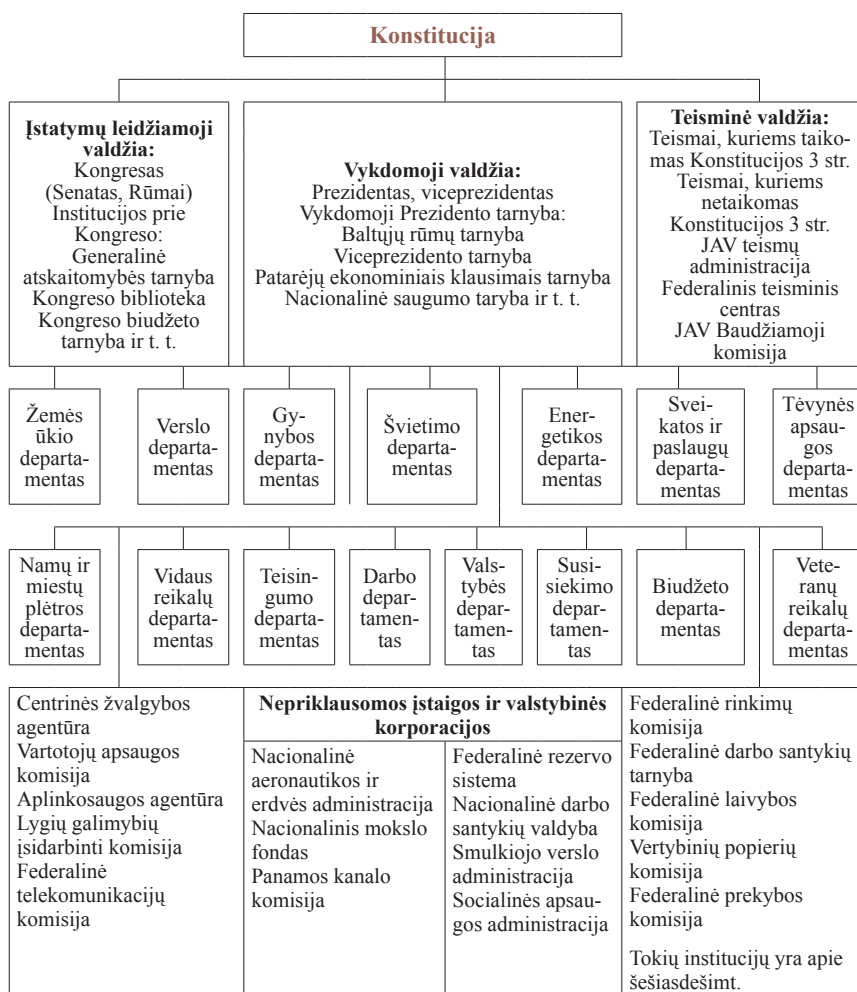 Konstitucija
Įstatymų leidžiamoji
valdžia:
Kongresas
(Senatas, Rūmai)
Institucijos prie
Kongreso:
Generalinė
atskaitomybės tarnyba
Kongreso biblioteka
Kongreso biudžeto
tarnyba ir t. t.
Vykdomoji valdžia:
Prezidentas, viceprezidentas
Vykdomoji Prezidento tarnyba:
Baltųjų rūmų tarnyba
Viceprezidento tarnyba
Patarėjų ekonominiais klausimais tarnyba
Nacionalinė saugumo taryba ir t. t.
Teisminė valdžia:
Teismai, kuriems taiko-
mas Konstitucijos 3 str.
Teismai, kuriems
netaikomas
Konstitucijos 3 str.
JAV teismų
administracija
Federalinis teisminis
centras
JAV Baudžiamoji
komisija
Žemės
ūkio
departa-
mentas
Verslo
departa-
mentas
Gy-
nybos
departa-
mentas
Švietimo
departa-
mentas
Ener-
getikos
departa-
mentas
Svei-
katos ir
paslaugų
departa-
mentas
Tėvynės
apsau-
gos
departa-
mentas
Namų ir
miestų
plėtros
departa-
mentas
Vidaus
reikalų
departa-
mentas
Teisin-
gumo
departa-
mentas
Darbo
depar-
tamen-
tas
Vals-
tybės
depar-
tamen-
tas
Susi-
siekimo
depar-
tamen-
tas
Biudžeto
departa-
mentas
Vete-
ranų
reikalų
departa-
mentas
Centrinės žvalgybos
agentūra
Vartotojų apsaugos
komisija
Aplinkosaugos agentūra
Lygių galimybių
įsidarbinti komisija
Federalinė
telekomunikacijų
komisija
Nepriklausomos įstaigos ir valstybinės
korporacijos
Nacionalinė
aeronautikos ir
erdvės administracija
Nacionalinis mokslo
fondas
Panamos kanalo
komisija
Federalinė rezervo
sistema
Nacionalinė darbo
santykių valdyba
Smulkiojo verslo
administracija
Socialinės apsau-
gos administracija
Federalinė rinkimų
komisija
Federalinė darbo santykių
tarnyba
Federalinė laivybos
komisija
Vertybinių popierių
komisija
Federalinė prekybos
komisija
Tokių institucijų yra apie
šešiasdešimt.